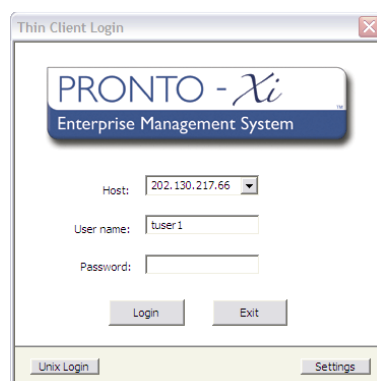 Thin Client Login
PRONTO - Xi
™
Enterprise Management System
Host: 202.130.217.66
User name: tuser1
Password:
Login Exit
Unix Login Settings